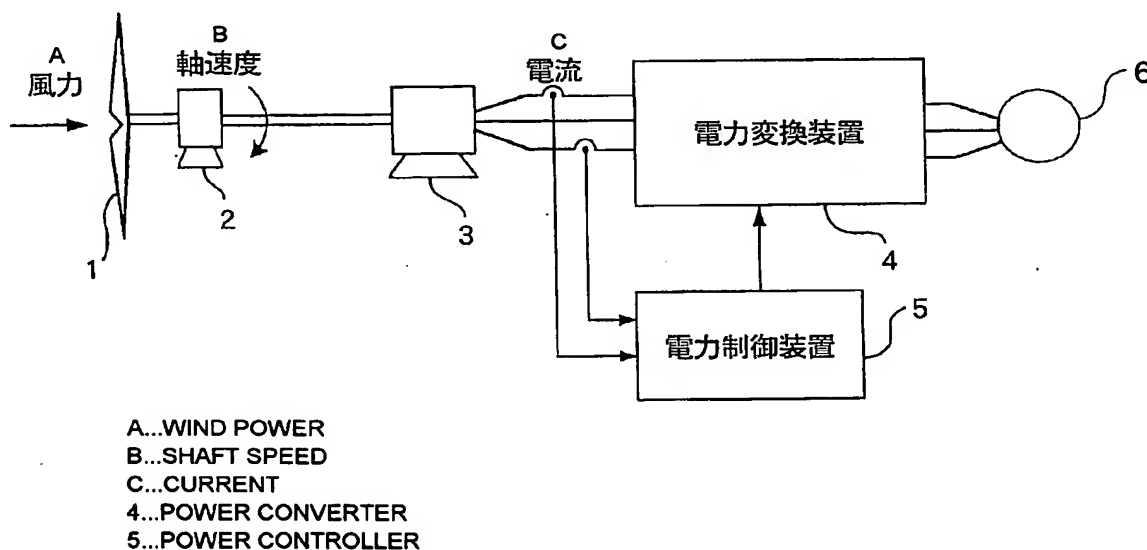 A
風力
B
軸速度
C
電流
電力変換装置
6
1
2
3
4
電力制御装置
5
A...WIND POWER
B...SHAFT SPEED
C...CURRENT
4...POWER CONVERTER
5...POWER CONTROLLER